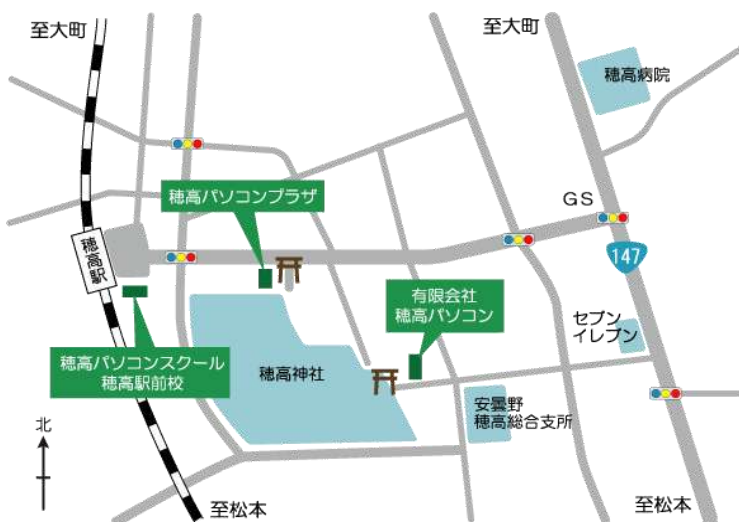 至大町
至大町
穂高病院
穂高パソコンプラザ
GS
穂高駅
147
有限会社
穂高パソコン
セブン
イレブン
穂高パソコンスクール
穂高駅前校
穂高神社
安曇野
穂高総合支所
北
至松本
至松本